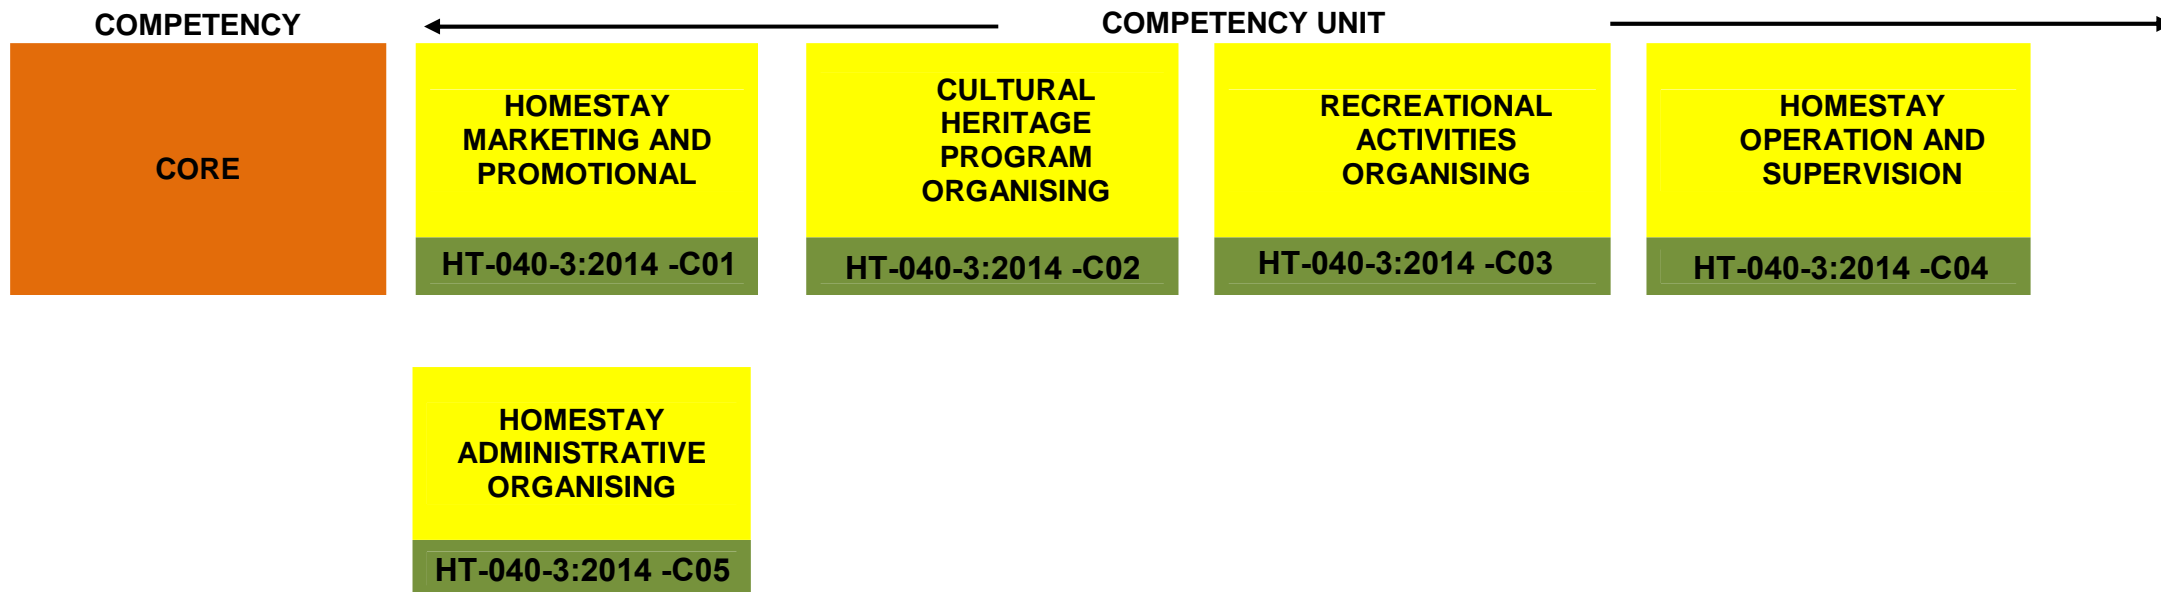 COMPETENCY
COMPETENCY UNIT
CORE
HOMESTAY
MARKETING AND
PROMOTIONAL
HT-040-3:2014 -C01
CULTURAL
HERITAGE
PROGRAM
ORGANISING
HT-040-3:2014 -C02
RECREATIONAL
ACTIVITIES
ORGANISING
HT-040-3:2014 -C03
HOMESTAY
OPERATION AND
SUPERVISION
HT-040-3:2014 -C04
HOMESTAY
ADMINISTRATIVE
ORGANISING
HT-040-3:2014 -C05